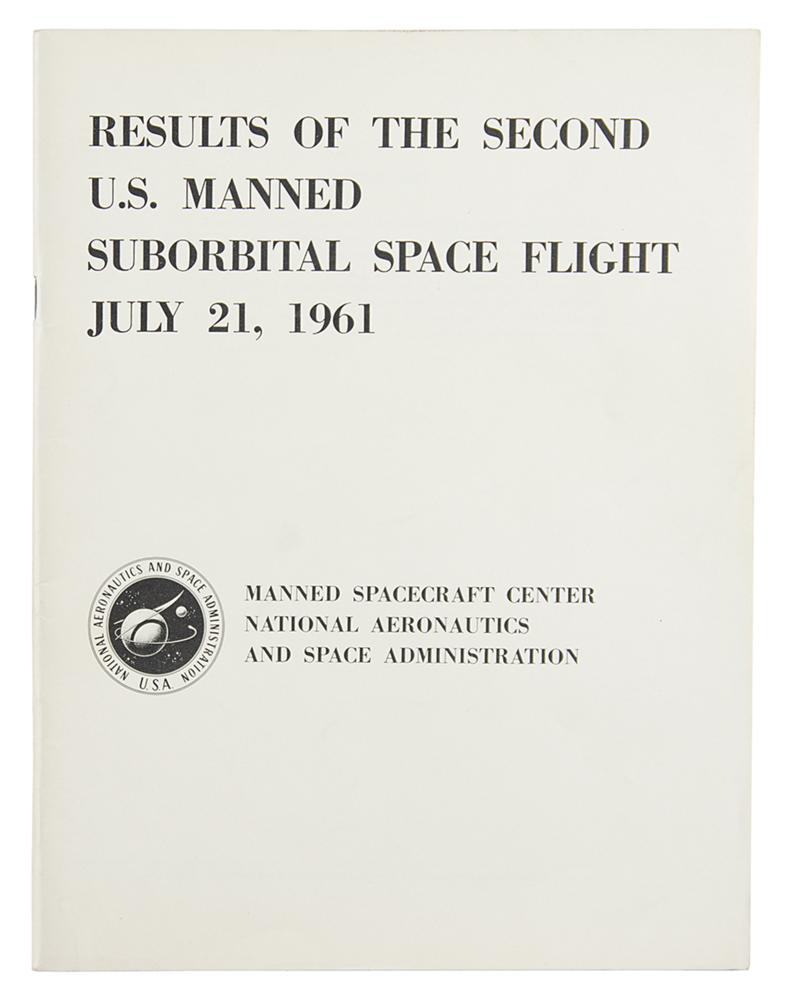 RESULTS OF THE SECOND
U.S. MANNED
SUBORBITAL SPACE FLIGHT
JULY 21, 1961
NATIONAL AERONAUTICS AND SPACE ADMINISTRATION
U.S.A.
MANNED SPACECRAFT CENTER
NATIONAL AERONAUTICS
AND SPACE ADMINISTRATION